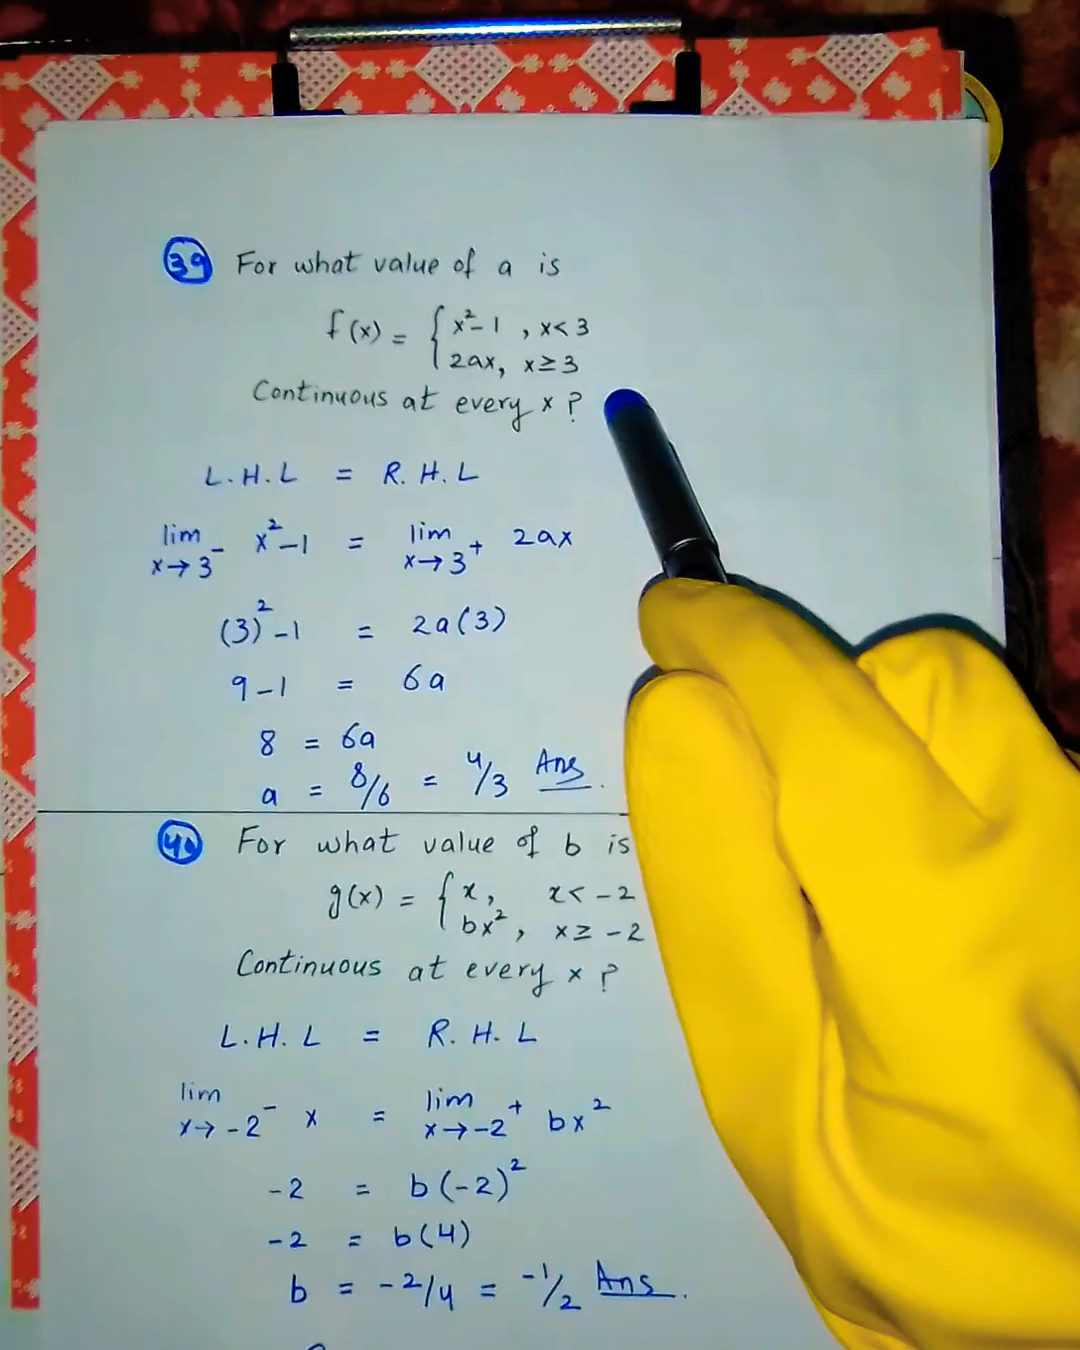 39 For what value of a is
f(x) = { x²-1 , x<3
2ax, x≥3
Continuous at every x ?
L.H.L = R.H.L
lim x→3⁻ x²-1 = lim x→3⁺ 2ax
(3)²-1 = 2a(3)
9-1 = 6a
8 = 6a
a = 8/6 = 4/3 Ans.
40 For what value of b is
g(x) = { x, x< -2
bx², x≥ -2
Continuous at every x ?
L.H.L = R.H.L
lim x→-2⁻ x = lim x→-2⁺ bx²
-2 = b(-2)²
-2 = b(4)
b = -2/4 = -1/2 Ans.